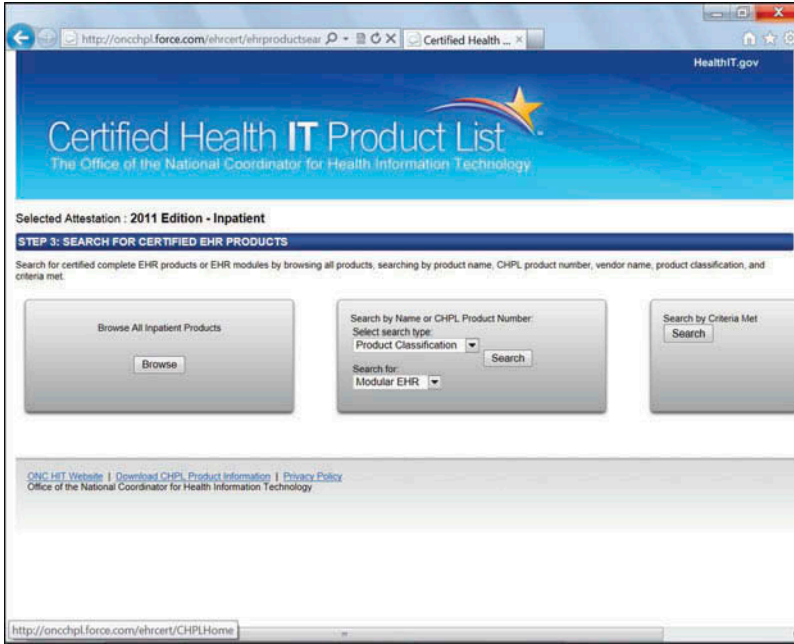 http://oncchpl.force.com/ehrcert/ehrproductsear
Certified Health ...
HealthIT.gov
Certified Health IT Product List
The Office of the National Coordinator for Health Information Technology
Selected Attestation : 2011 Edition - Inpatient
STEP 3: SEARCH FOR CERTIFIED EHR PRODUCTS
Search for certified complete EHR products or EHR modules by browsing all products, searching by product name, CHPL product number, vendor name, product classification, and
criteria met.
Browse All Inpatient Products
Browse
Search by Name or CHPL Product Number:
Select search type:
Product Classification
Search
Search for:
Modular EHR
Search by Criteria Met
Search
ONC HIT Website | Download CHPL Product Information | Privacy Policy
Office of the National Coordinator for Health Information Technology
http://oncchpl.force.com/ehrcert/CHPLHome